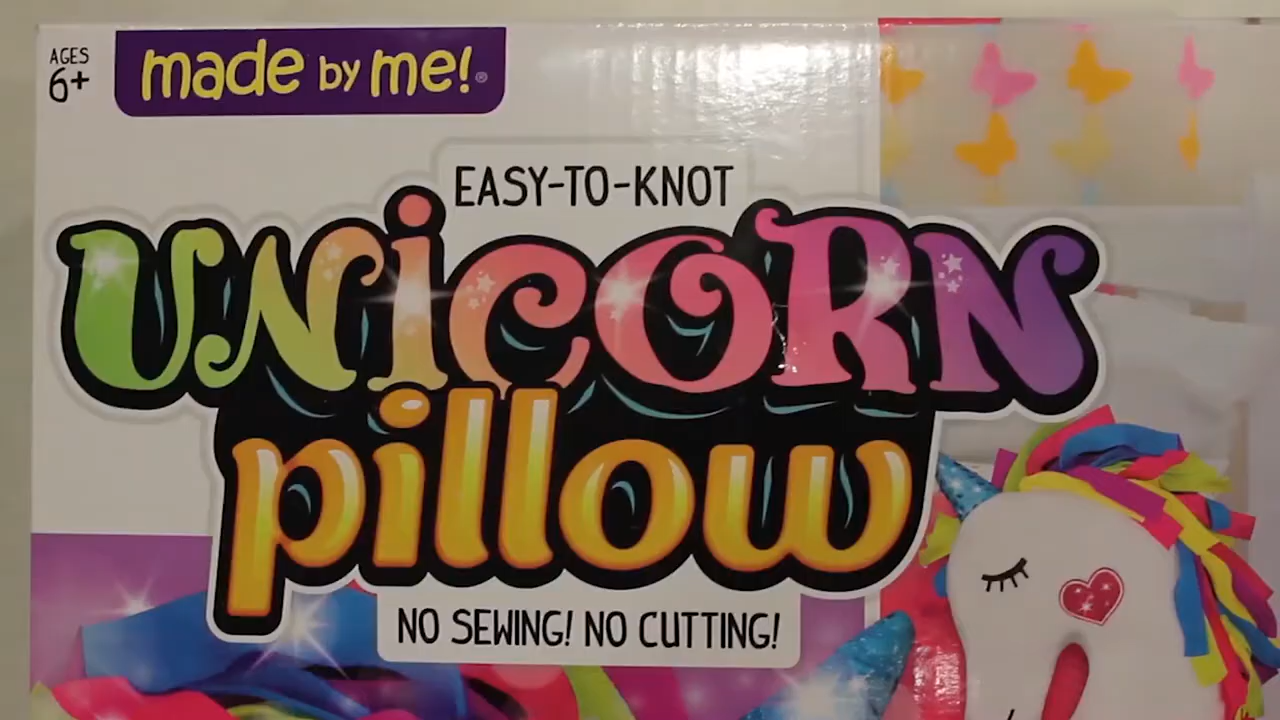 AGES
6+
made by me!®
EASY-TO-KNOT
UNiCORN
pillow
NO SEWING! NO CUTTING!